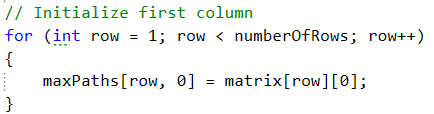 // Initialize first column
for (int row = 1; row < numberOfRows; row++)
{
    maxPaths[row, 0] = matrix[row][0];
}